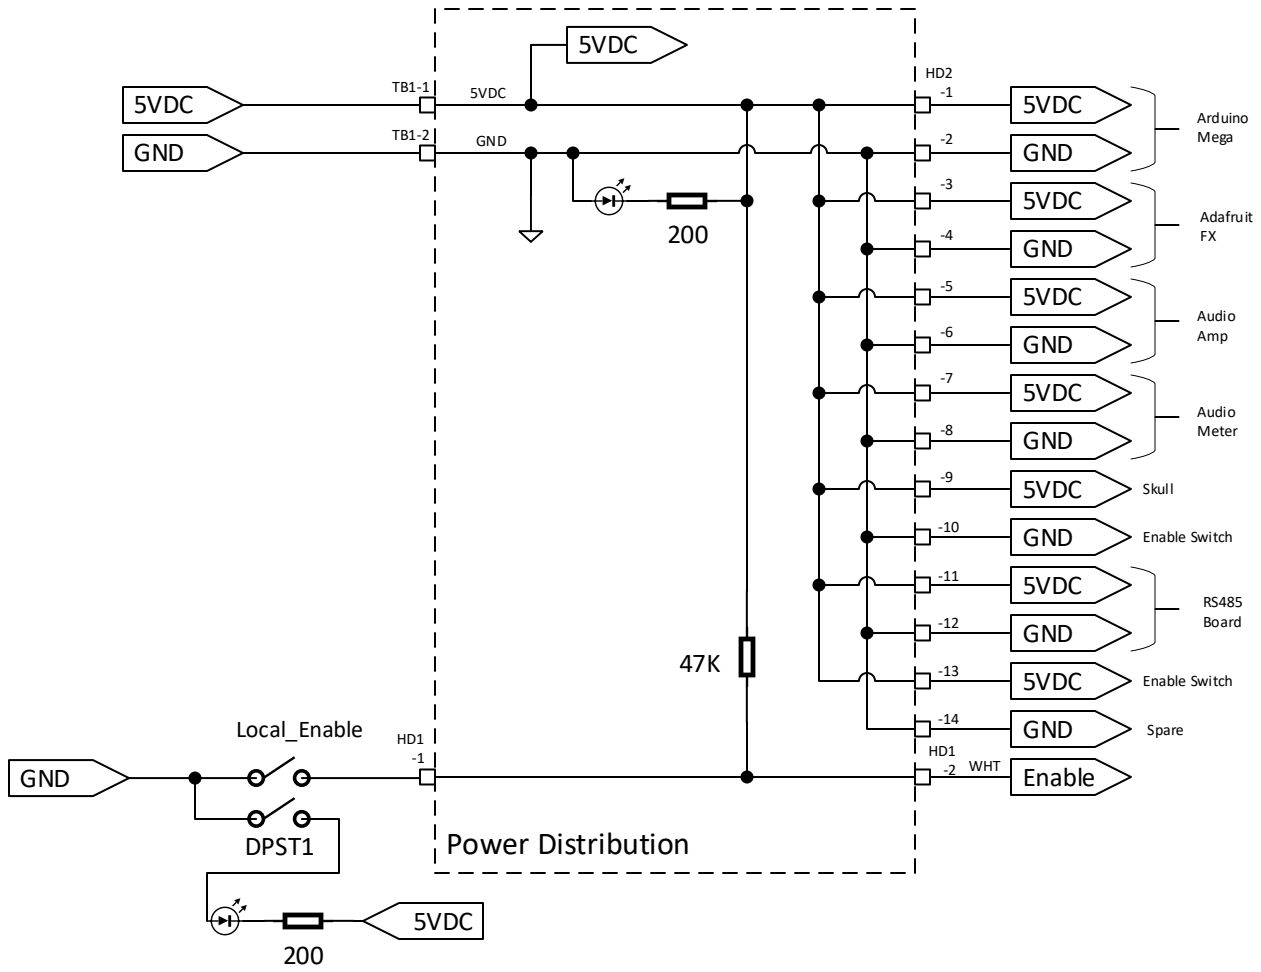 5VDC
HD2
TB1-1
5VDC
-1
5VDC
5VDC
Arduino
Mega
TB1-2
GND
-2
GND
GND
-3
5VDC
200
Adafruit
FX
-4
GND
-5
5VDC
Audio
Amp
-6
GND
-7
5VDC
Audio
Meter
-8
GND
-9
5VDC
Skull
-10
GND
Enable Switch
-11
5VDC
RS485
Board
-12
GND
47K
-13
5VDC
Enable Switch
-14
GND
Spare
Local_Enable
HD1
-1
GND
HD1
-2
WHT
Enable
DPST1
Power Distribution
5VDC
200